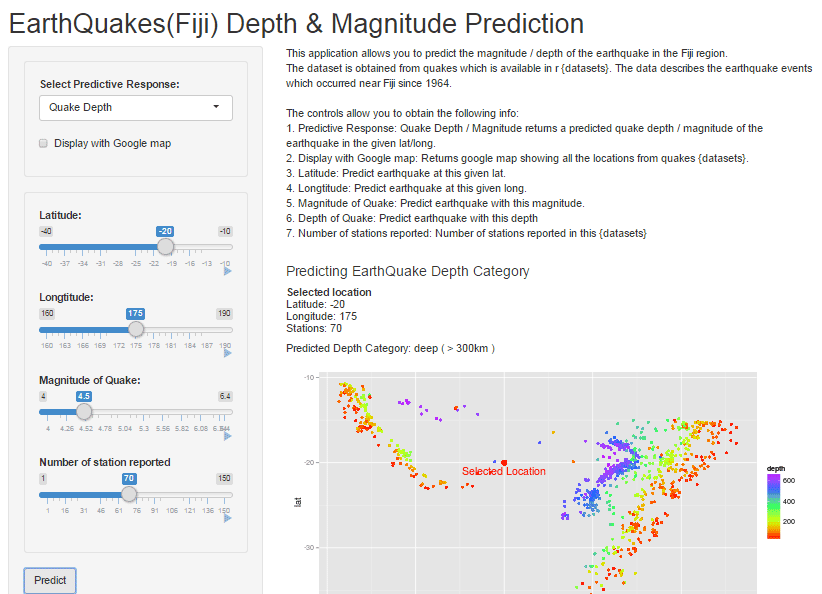 EarthQuakes(Fiji) Depth & Magnitude Prediction
Select Predictive Response:
Quake Depth
Display with Google map
Latitude:
-40 -20 -10
-40 -37 -34 -31 -28 -25 -22 -19 -16 -13 -10
Longtitude:
160 175 190
160 163 166 169 172 175 178 181 184 187 190
Magnitude of Quake:
4 4.5 6.4
4 4.26 4.52 4.78 5.04 5.3 5.56 5.82 6.08 6.34
Number of station reported
1 70 150
1 16 31 46 61 76 91 106 121 136 150
Predict
This application allows you to predict the magnitude / depth of the earthquake in the Fiji region.
The dataset is obtained from quakes which is available in r {datasets}. The data describes the earthquake events
which occurred near Fiji since 1964.
The controls allow you to obtain the following info:
1. Predictive Response: Quake Depth / Magnitude returns a predicted quake depth / magnitude of the
earthquake in the given lat/long.
2. Display with Google map: Returns google map showing all the locations from quakes {datasets}.
3. Latitude: Predict earthquake at this given lat.
4. Longtitude: Predict earthquake at this given long.
5. Magnitude of Quake: Predict earthquake with this magnitude.
6. Depth of Quake: Predict earthquake with this depth
7. Number of stations reported: Number of stations reported in this {datasets}
Predicting EarthQuake Depth Category
Selected location
Latitude: -20
Longitude: 175
Stations: 70
Predicted Depth Category: deep ( > 300km )
-10
-20
-30
lat
Selected Location
depth
600
400
200